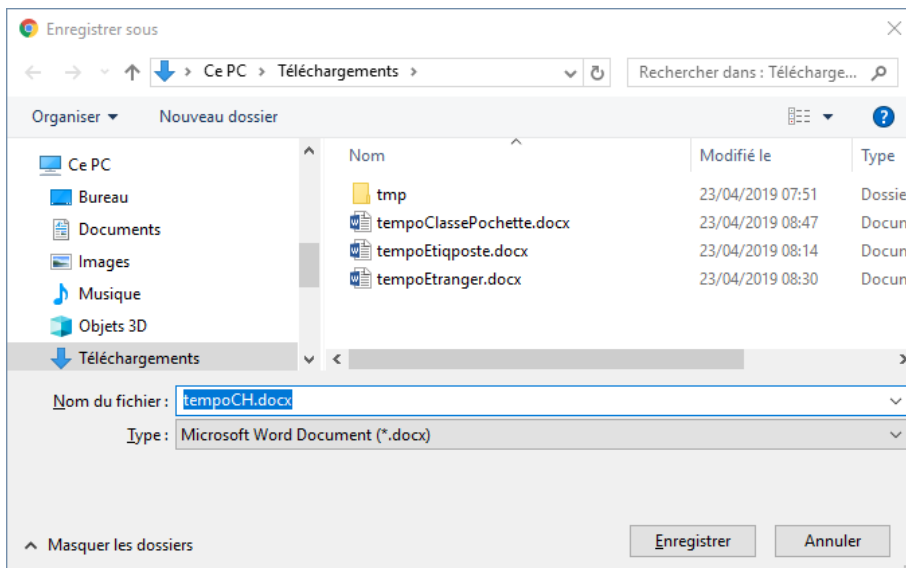 Enregistrer sous
Ce PC > Téléchargements >
Rechercher dans : Télécharge...
Organiser
Nouveau dossier
Ce PC
Bureau
Documents
Images
Musique
Objets 3D
Téléchargements
Nom Modifié le Type
tmp 23/04/2019 07:51 Dossie
tempoClassePochette.docx 23/04/2019 08:47 Docun
tempoEtiqposte.docx 23/04/2019 08:14 Docun
tempoEtranger.docx 23/04/2019 08:30 Docun
Nom du fichier : tempoCH.docx
Type : Microsoft Word Document (*.docx)
Masquer les dossiers
Enregistrer
Annuler